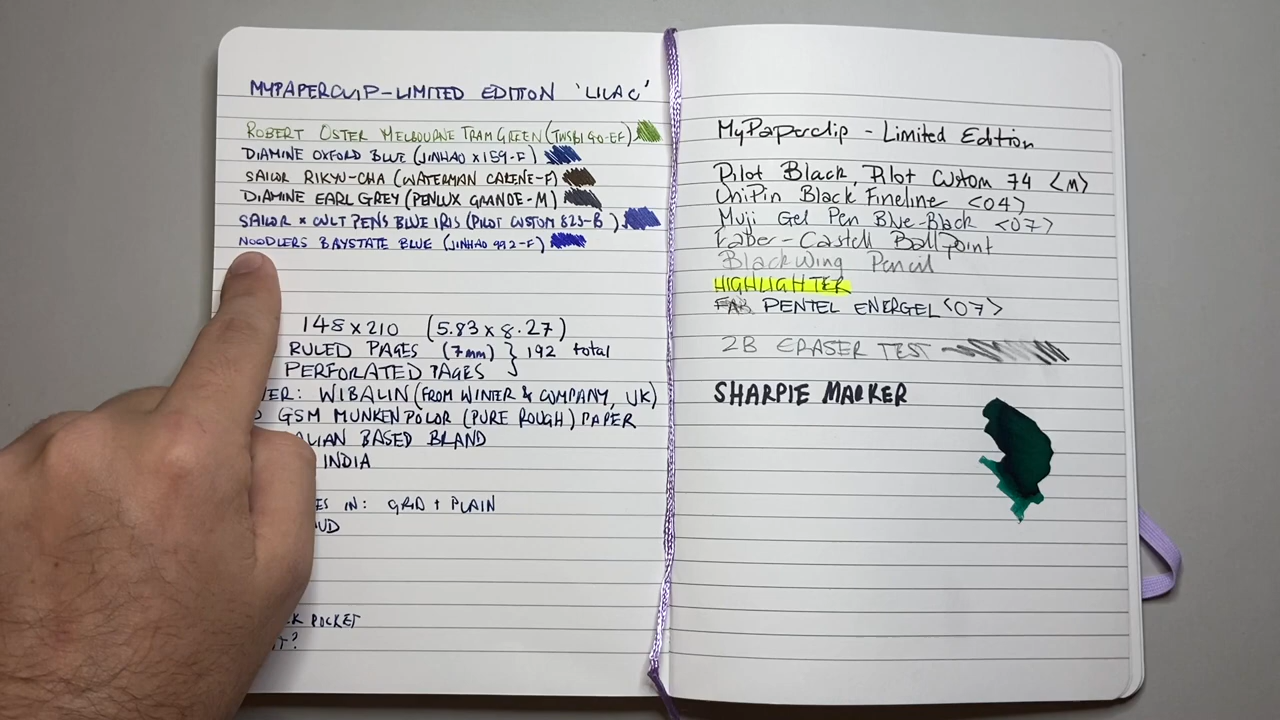 MYPAPERCLIP-LIMITED EDITION 'LILAC'
ROBERT OSTER MELBOURNE TRAM GREEN (TWSBI GO-EF)
DIAMINE OXFORD BLUE (JINHAO X159-F)
SAILOR RIKYU-CHA (WATERMAN CARENE-F)
DIAMINE EARL GREY (PENLUX GRANDE-M)
SAILOR x CULT PENS BLUE IRIS (PILOT CUSTOM 823-B)
NOODLERS BAYSTATE BLUE (JINHAO 992-F)
148 x 210 (5.83 x 8.27)
RULED PAGES (7mm) } 192 total
PERFORATED PAGES
ER: WIBALIN (FROM WINTER & COMPANY, UK)
GSM MUNKEN POLOR (PURE ROUGH) PAPER
ALIAN BASED BRAND
INDIA
ES IN: GRID + PLAIN
UD
K POCKET
T?
MyPaperclip - Limited Edition
Pilot Black, Pilot Custom 74 <M>
UniPin Black Fineline <04>
Muji Gel Pen Blue-Black <07>
Faber-Castell BallPoint
Blackwing Pencil
HIGHLIGHTER
FAB PENTEL ENERGEL <07>
2B ERASER TEST
SHARPIE MARKER